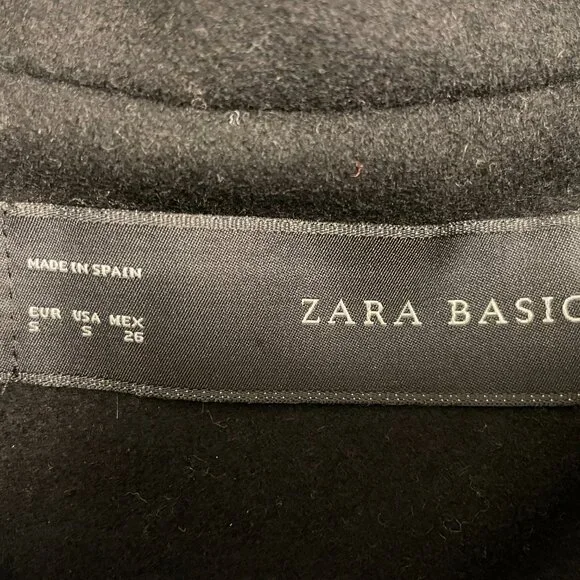 MADE IN SPAIN
EUR USA MEX
S S 26
ZARA BASIC